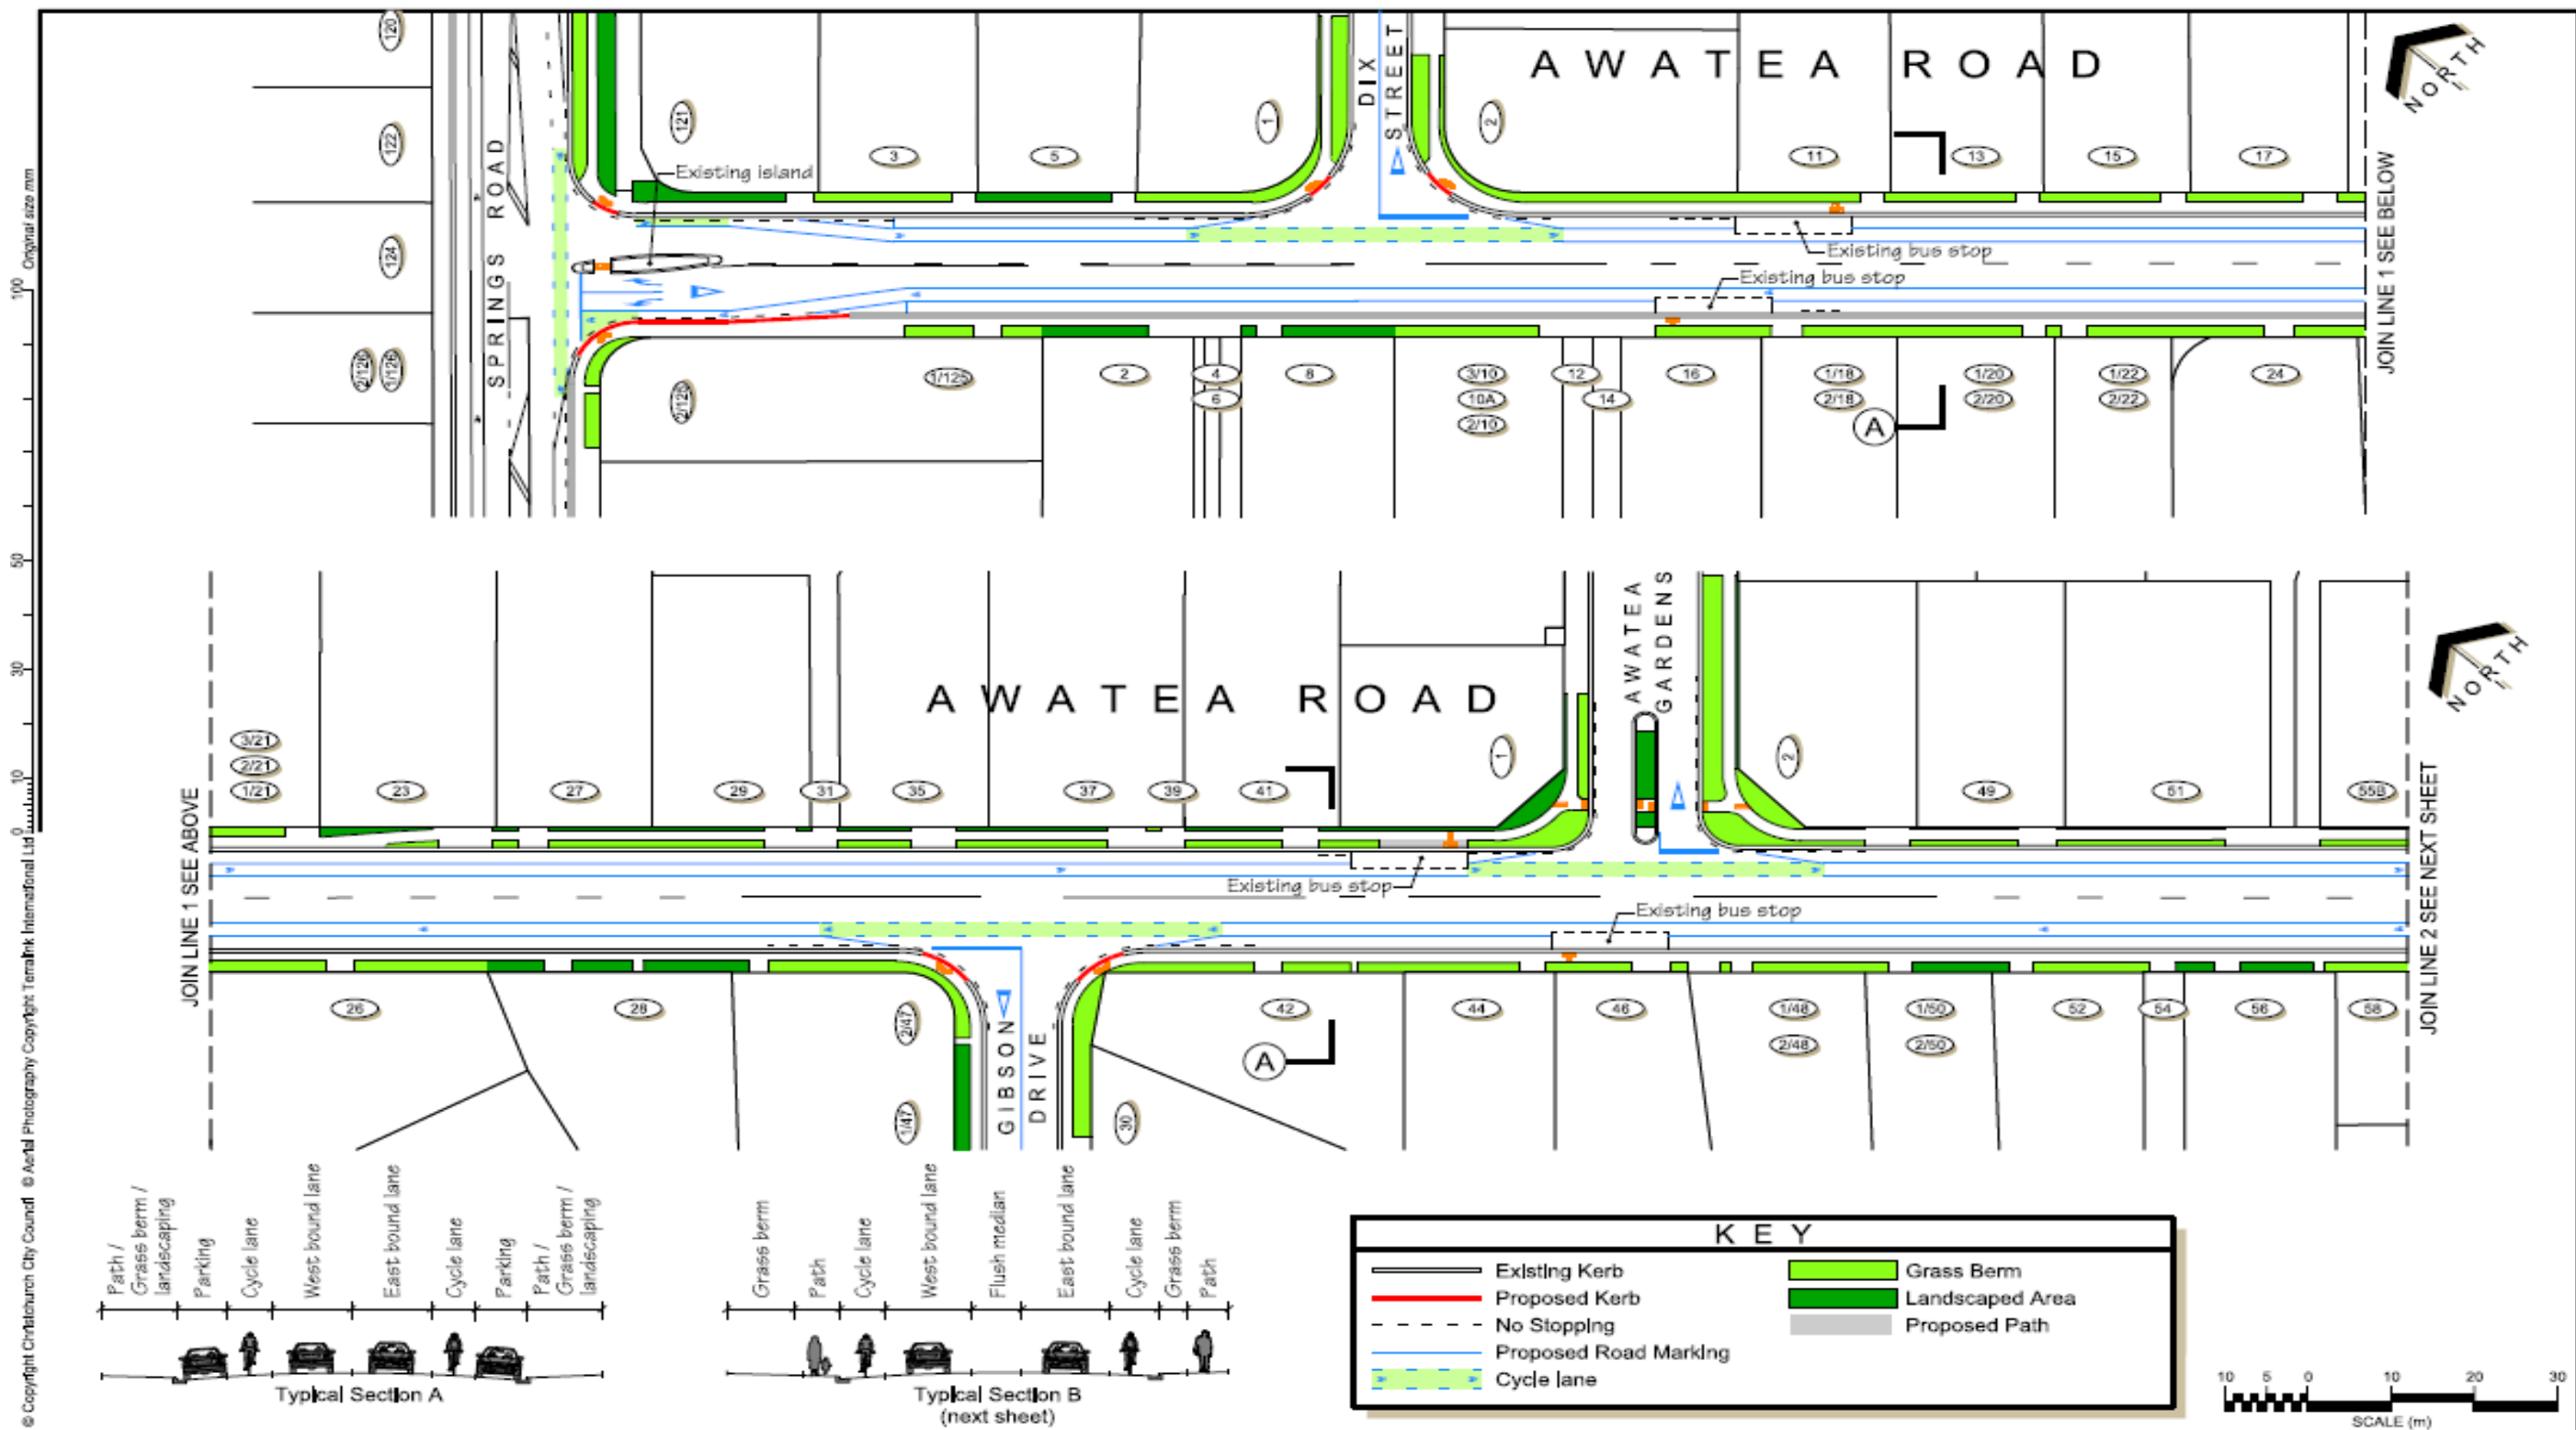 120
122
124
2/126
1/126
SPRINGS ROAD
121
Existing island
3
5
1
DIX
STREET
2
AWATEA ROAD
11
13
15
17
NORTH
JOIN LINE 1 SEE BELOW
Existing bus stop
Existing bus stop
2/125
1/125
2
4
6
8
3/10
10A
2/10
12
14
16
1/18
2/18
A
1/20
2/20
1/22
2/22
24
Original size mm
100
50
30
10
0
AWATEA ROAD
AWATEA
GARDENS
NORTH
JOIN LINE 1 SEE ABOVE
3/21
2/21
1/21
23
27
29
31
35
37
39
41
1
2
49
51
55B
JOIN LINE 2 SEE NEXT SHEET
Existing bus stop
Existing bus stop
26
28
2/47
1/47
GIBSON
DRIVE
30
42
A
44
46
1/48
2/48
1/50
2/50
52
54
56
58
Path /
Grass berm /
landscaping
Parking
Cycle lane
West bound lane
East bound lane
Cycle lane
Parking
Path /
Grass berm /
landscaping
Typical Section A
Grass berm
Path
Cycle lane
West bound lane
Flush median
East bound lane
Cycle lane
Grass berm
Path
Typical Section B
(next sheet)
KEY
Existing Kerb
Proposed Kerb
No Stopping
Proposed Road Marking
Cycle lane
Grass Berm
Landscaped Area
Proposed Path
10 5 0 10 20 30
SCALE (m)
© Copyright Christchurch City Council © Aerial Photography Copyright Terralink International Ltd